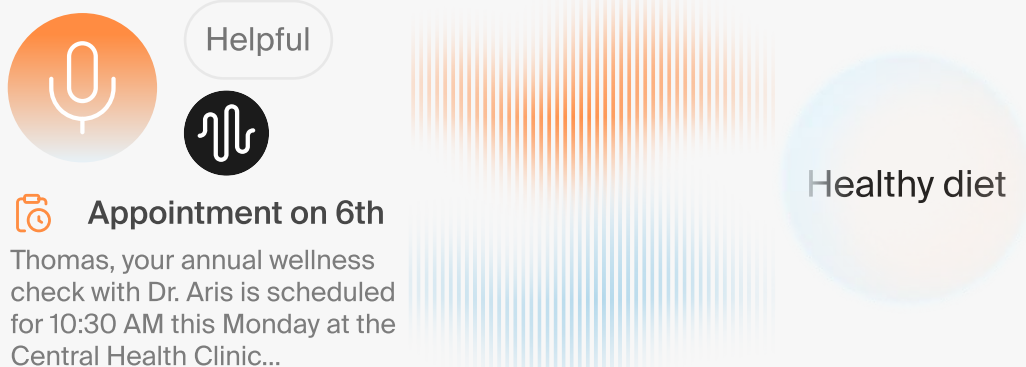 Helpful
Appointment on 6th
Thomas, your annual wellness
check with Dr. Aris is scheduled
for 10:30 AM this Monday at the
Central Health Clinic...
Healthy diet